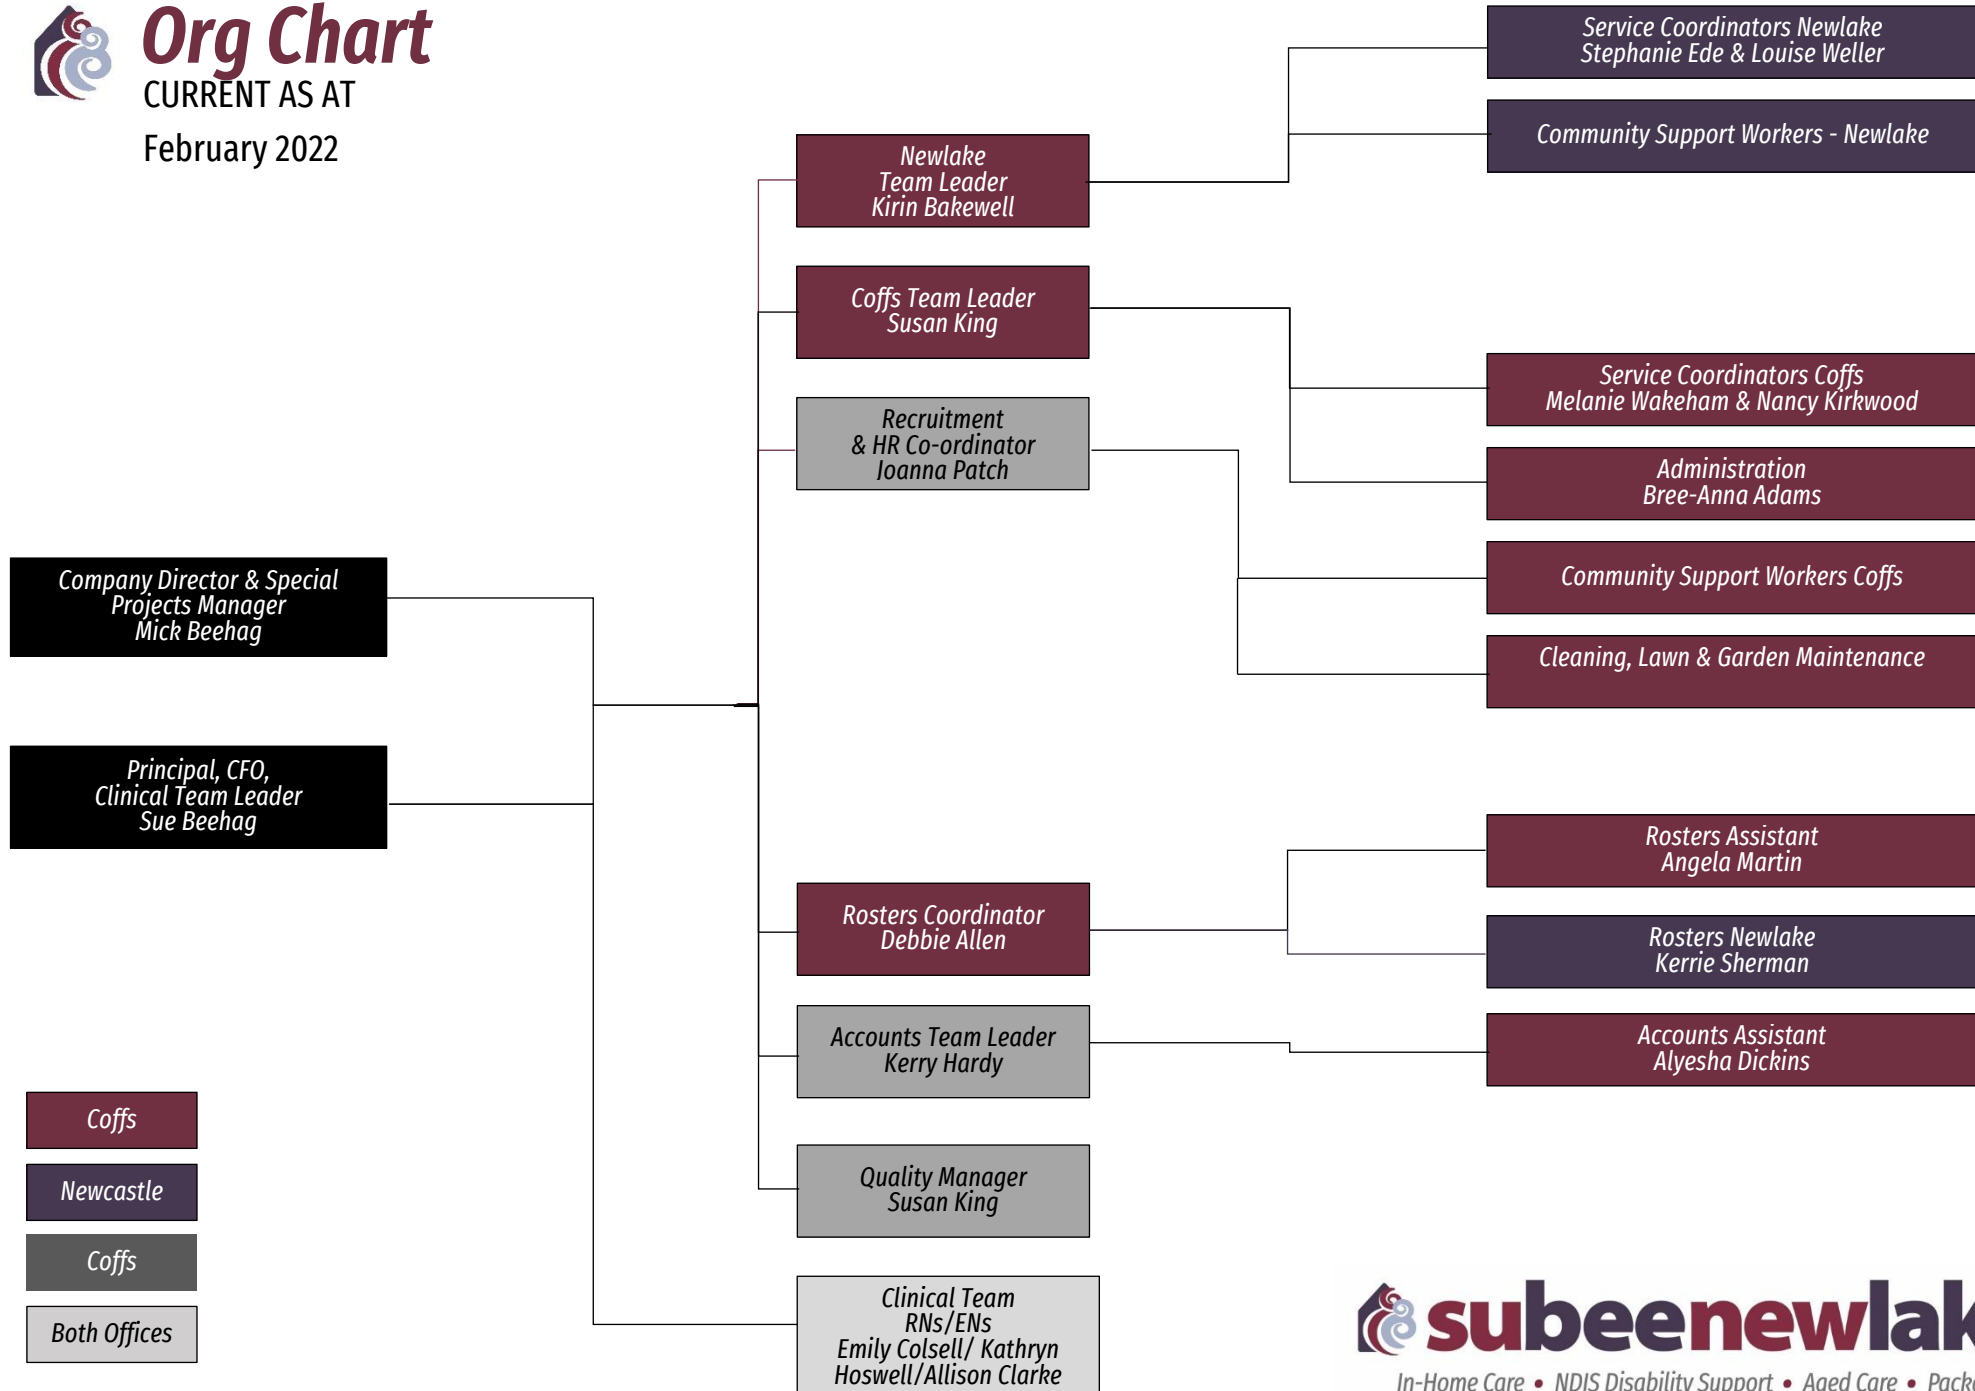 Org Chart
CURRENT AS AT
February 2022
Service Coordinators Newlake
Stephanie Ede & Louise Weller
Community Support Workers - Newlake
Newlake
Team Leader
Kirin Bakewell
Coffs Team Leader
Susan King
Service Coordinators Coffs
Melanie Wakeham & Nancy Kirkwood
Recruitment
& HR Co-ordinator
Joanna Patch
Administration
Bree-Anna Adams
Company Director & Special
Projects Manager
Mick Beehag
Community Support Workers Coffs
Cleaning, Lawn & Garden Maintenance
Principal, CFO,
Clinical Team Leader
Sue Beehag
Rosters Assistant
Angela Martin
Rosters Coordinator
Debbie Allen
Rosters Newlake
Kerrie Sherman
Accounts Team Leader
Kerry Hardy
Accounts Assistant
Alyesha Dickins
Quality Manager
Susan King
Clinical Team
RNs/ENs
Emily Colsell/ Kathryn
Hoswell/Allison Clarke
Coffs
Newcastle
Coffs
Both Offices
subeenewlak
In-Home Care • NDIS Disability Support • Aged Care • Packa